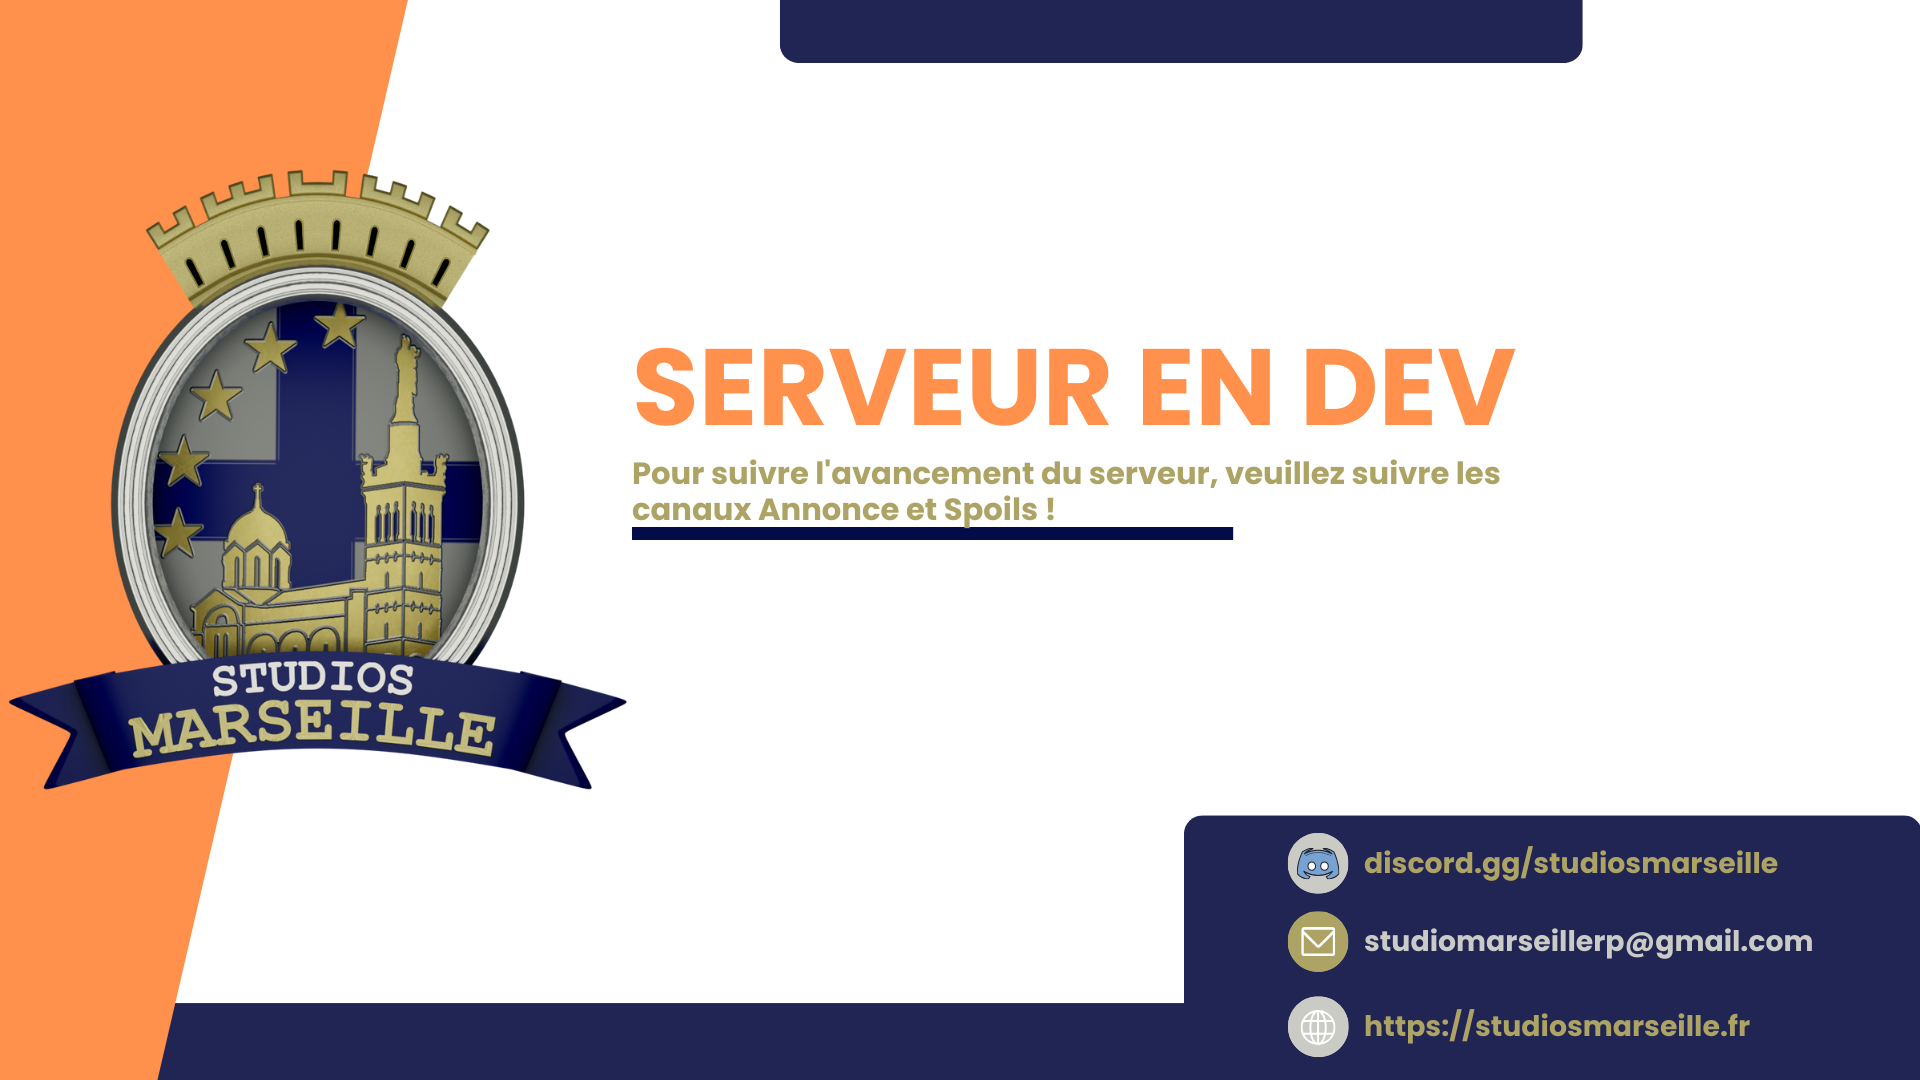 SERVEUR EN DEV
Pour suivre l'avancement du serveur, veuillez suivre les
canaux Annonce et Spoils !
STUDIOS
MARSEILLE
discord.gg/studiosmarseille
studiomarseillerp@gmail.com
https://studiosmarseille.fr